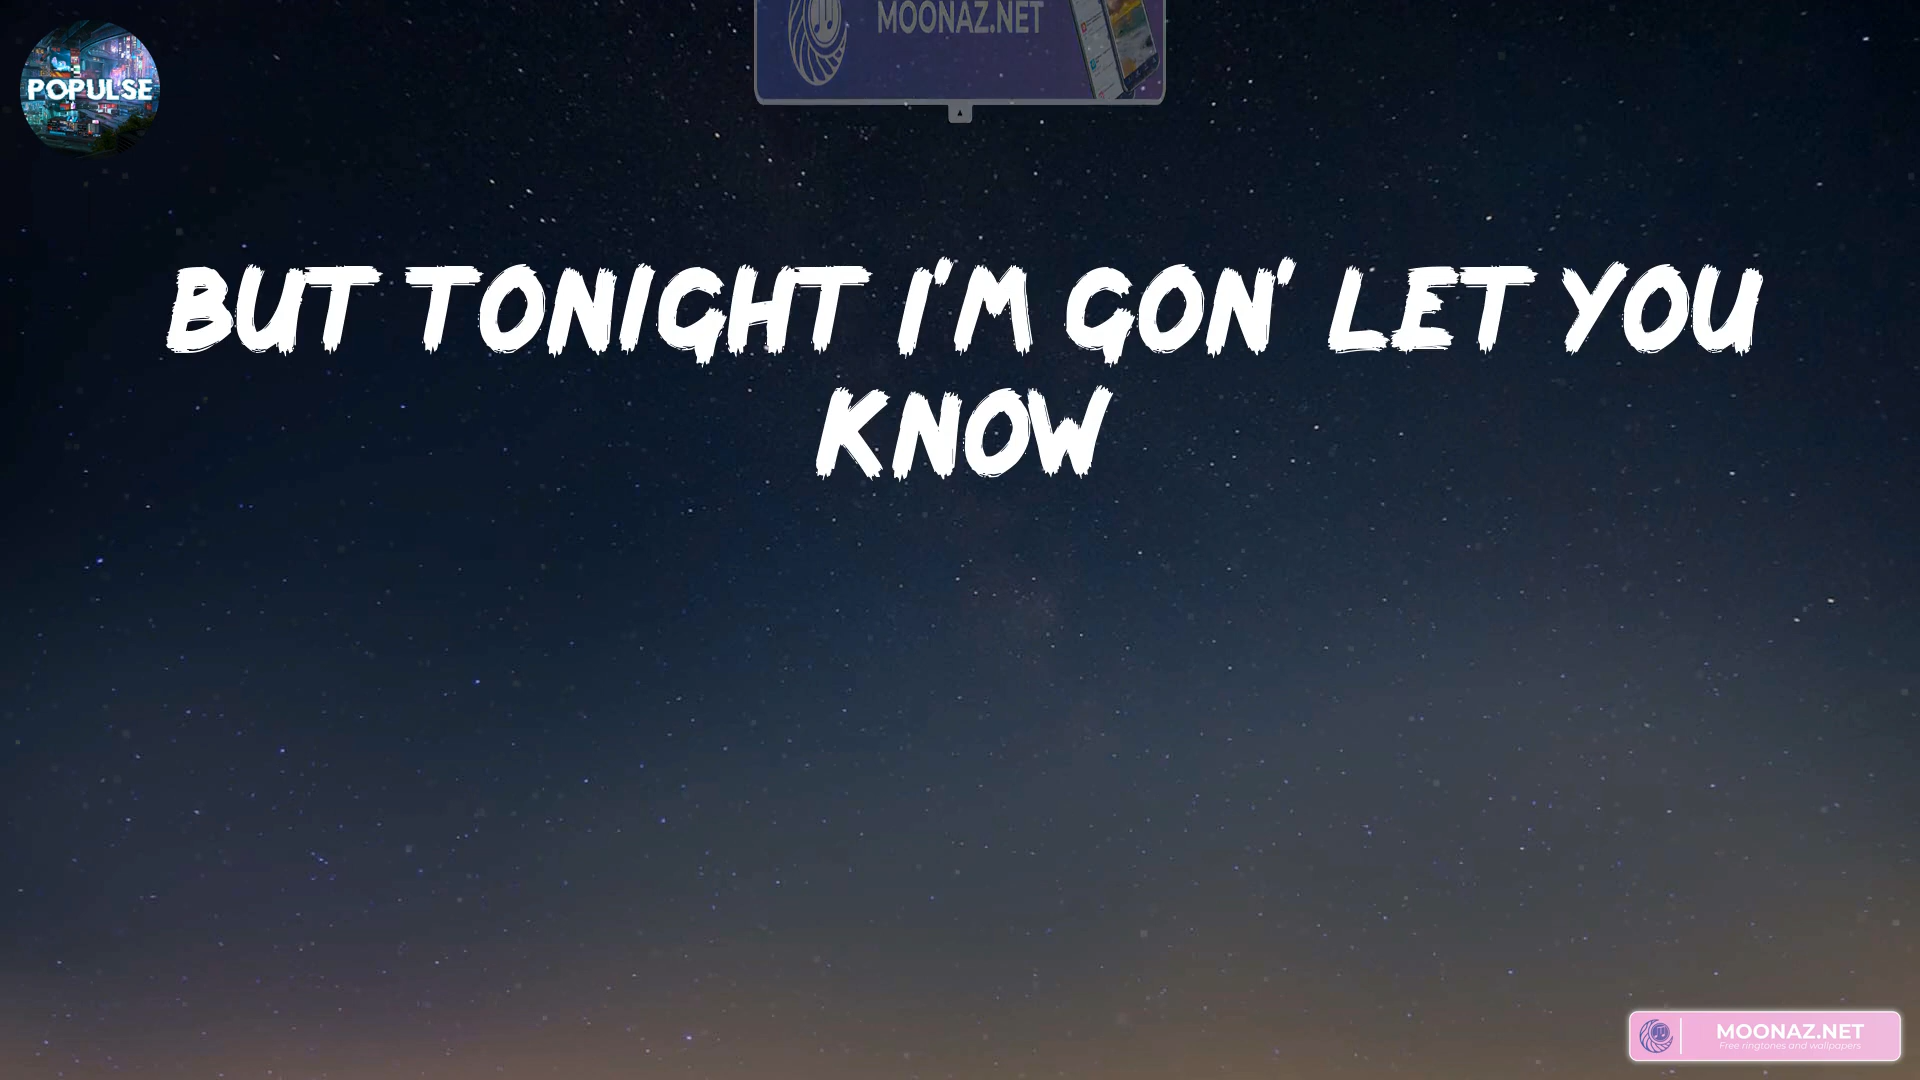 MOONAZ.NET
POPULSE
BUT TONIGHT I'M GON' LET YOU
KNOW
MOONAZ.NET
Free ringtones and wallpapers